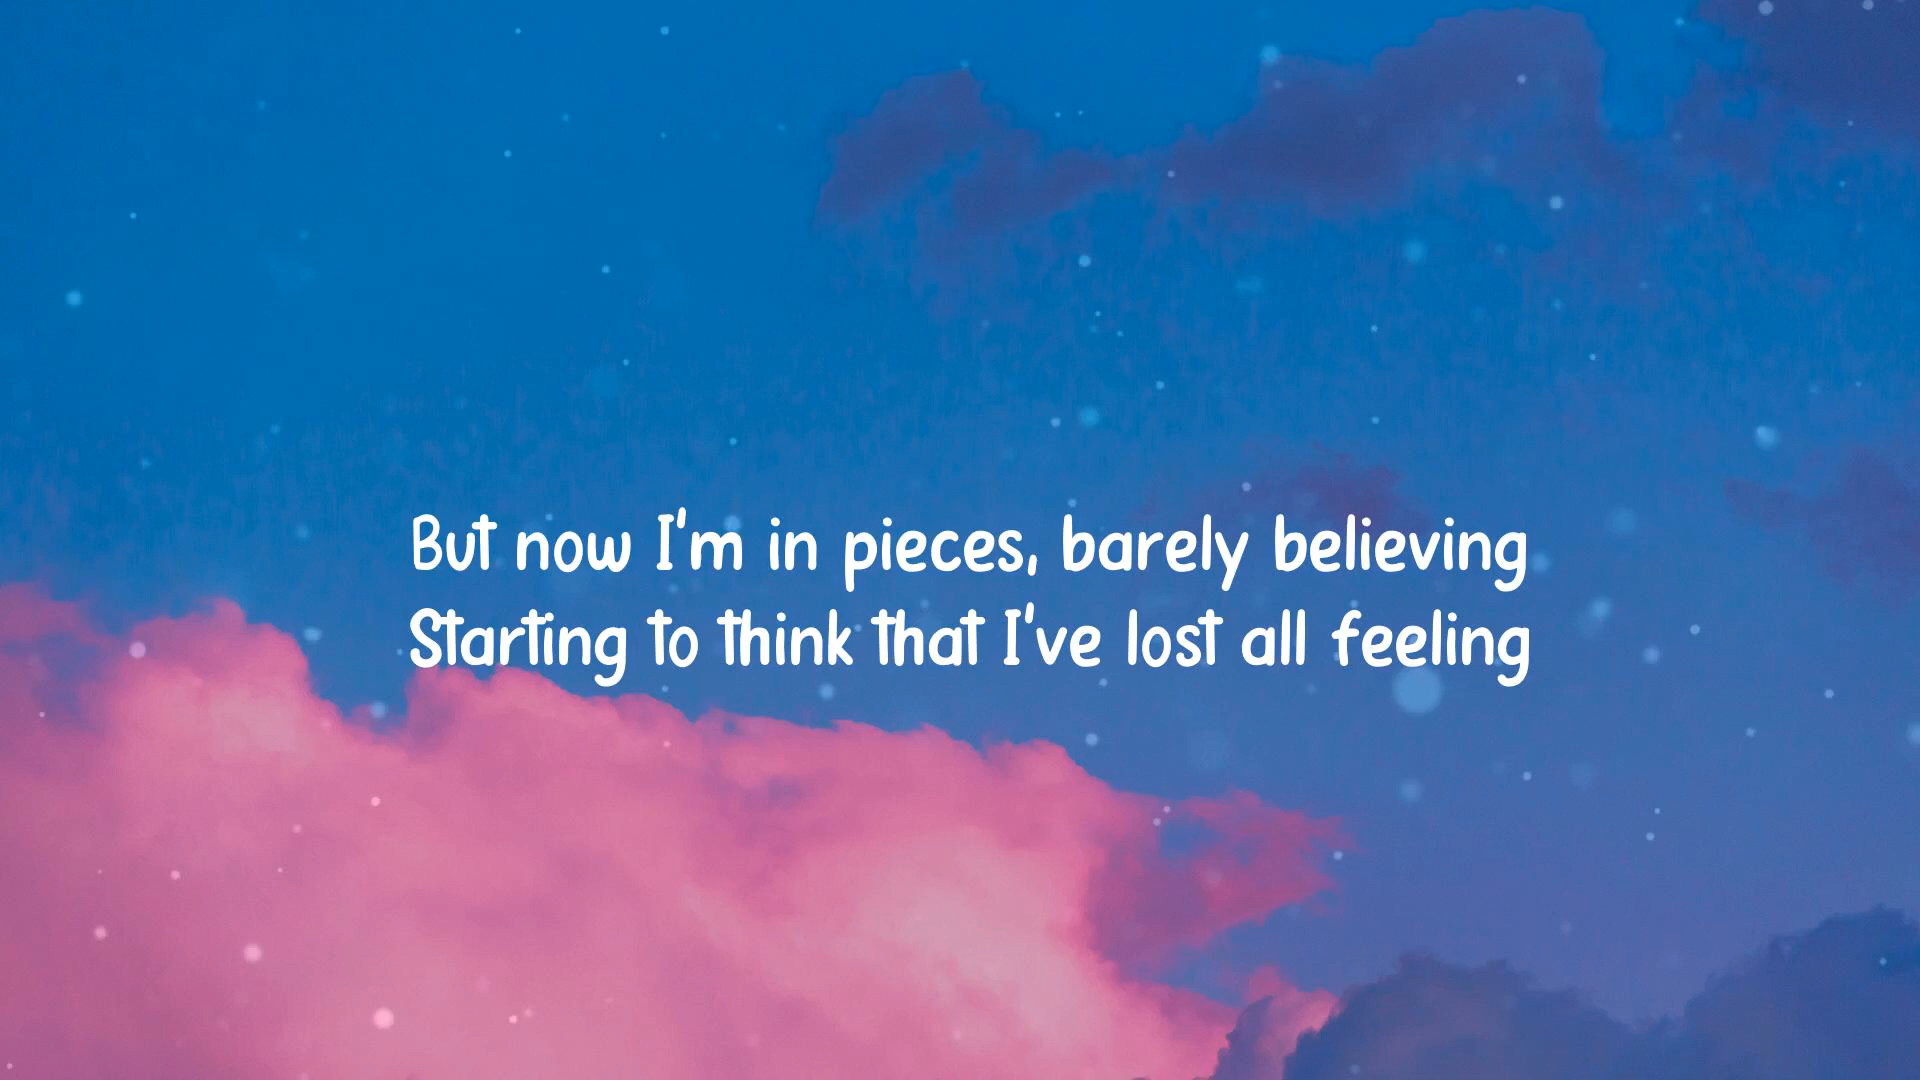 But now I'm in pieces, barely believing
Starting to think that I've lost all feeling